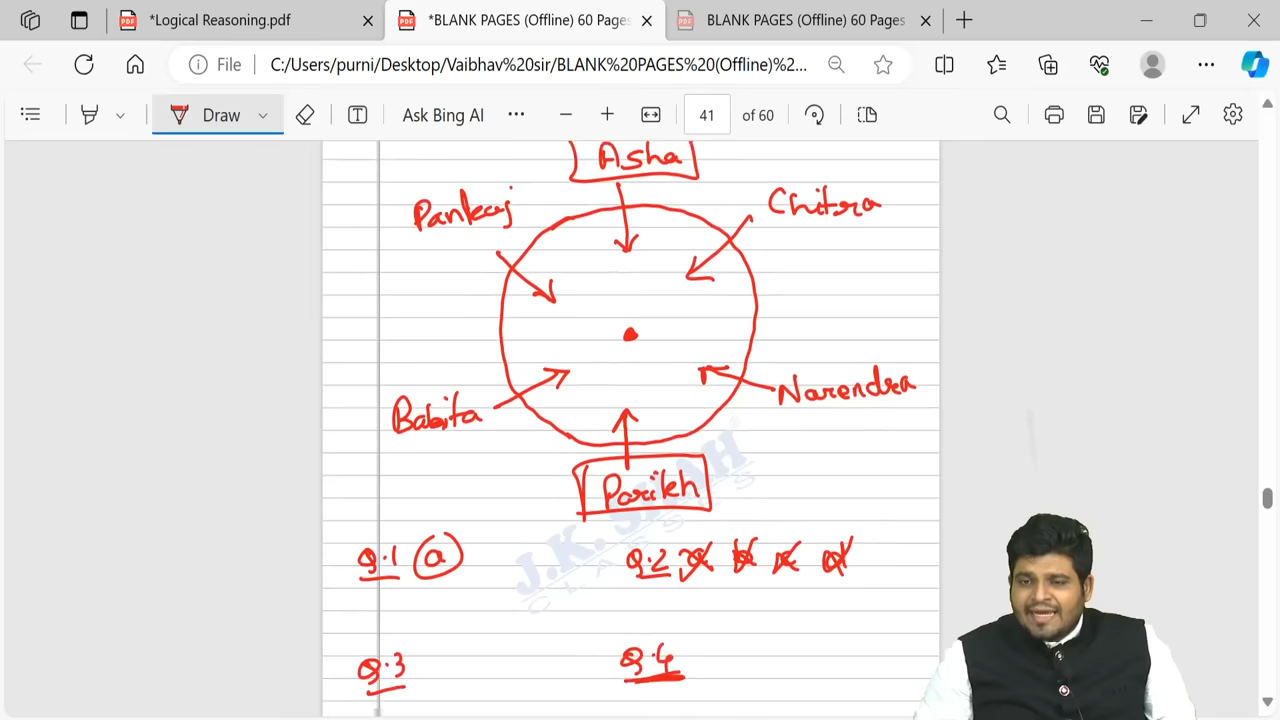 *Logical Reasoning.pdf
*BLANK PAGES (Offline) 60 Pages
BLANK PAGES (Offline) 60 Pages
File
C:/Users/purni/Desktop/Vaibhav%20sir/BLANK%20PAGES%20(Offline)%2...
Draw
Ask Bing AI
41
of 60
Asha
Pankaj
Chitra
Babita
Narendra
Parikh
J.K. SHAH
CLASSES
Q.1 a
Q.2 a b c d
Q.3
Q.4